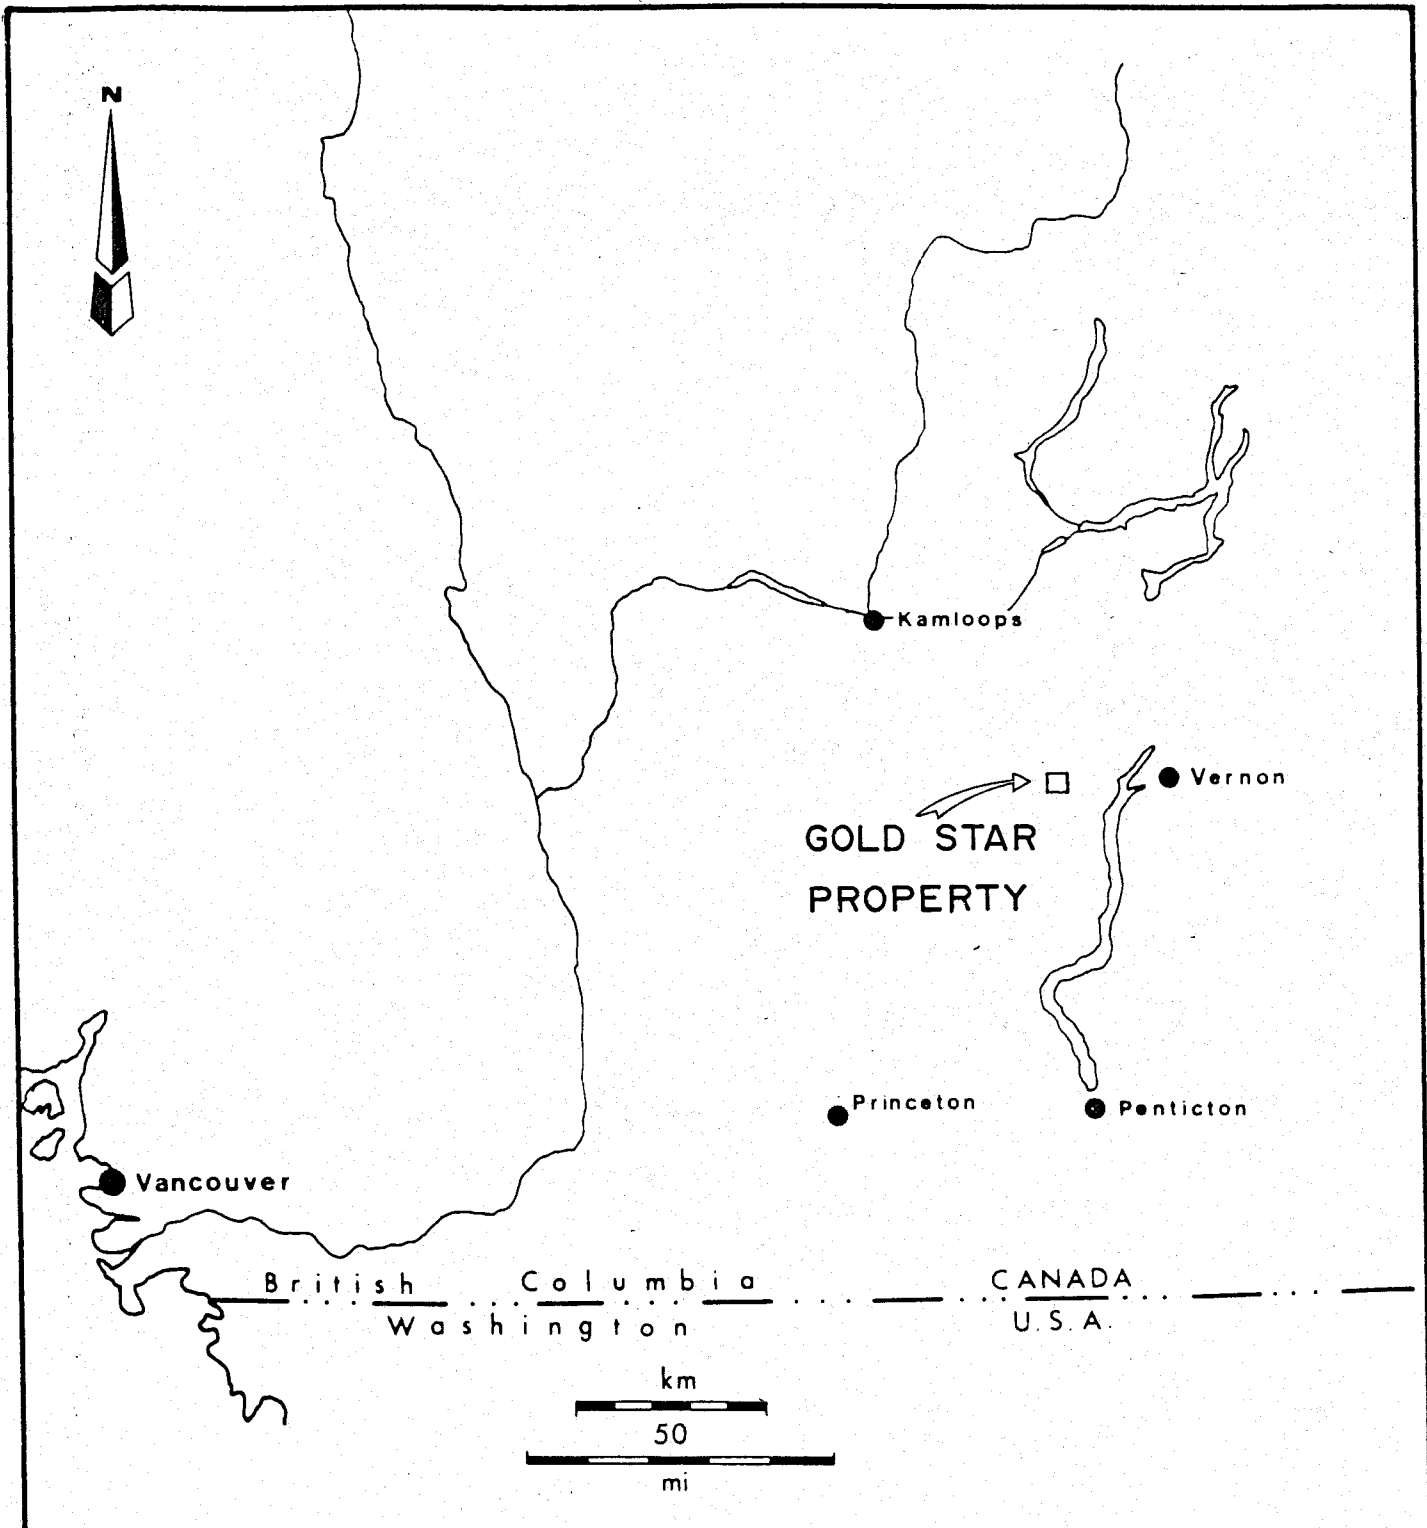 N
Kamloops
Vernon
GOLD STAR
PROPERTY
Princeton
Penticton
Vancouver
British Columbia
CANADA
Washington
U.S.A.
km
50
mi